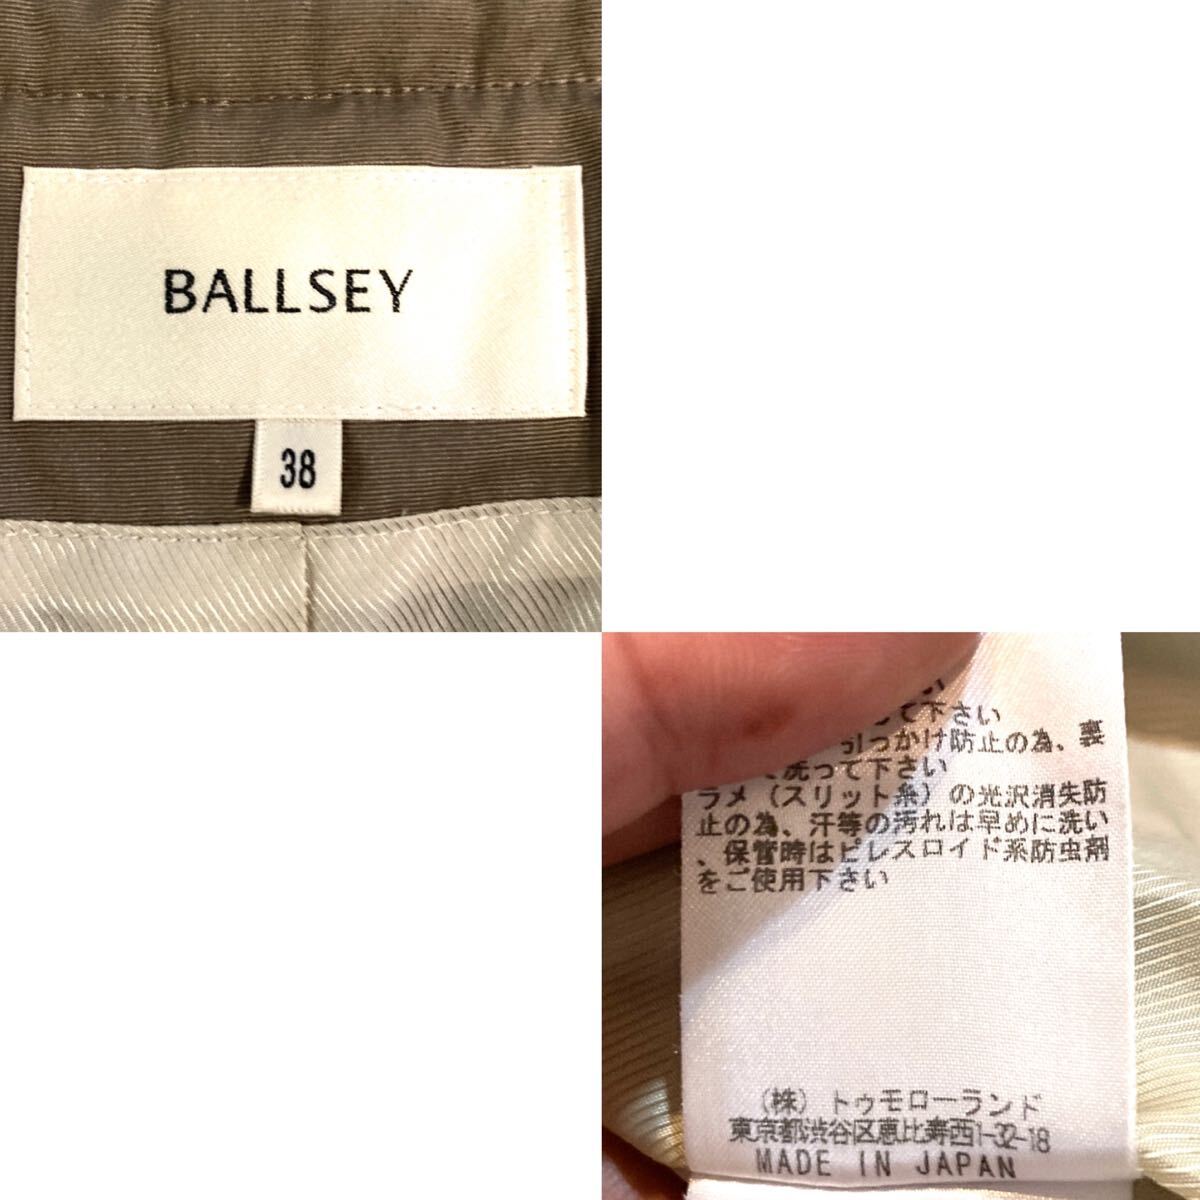 BALLSEY
38
い
して下さい
引っかけ防止の為、裏
て洗って下さい
ラメ（スリット糸）の光沢消失防
止の為、汗等の汚れは早めに洗い
、保管時はピレスロイド系防虫剤
をご使用下さい
（株）トゥモローランド
東京都渋谷区恵比寿西1-32-18
MADE IN JAPAN